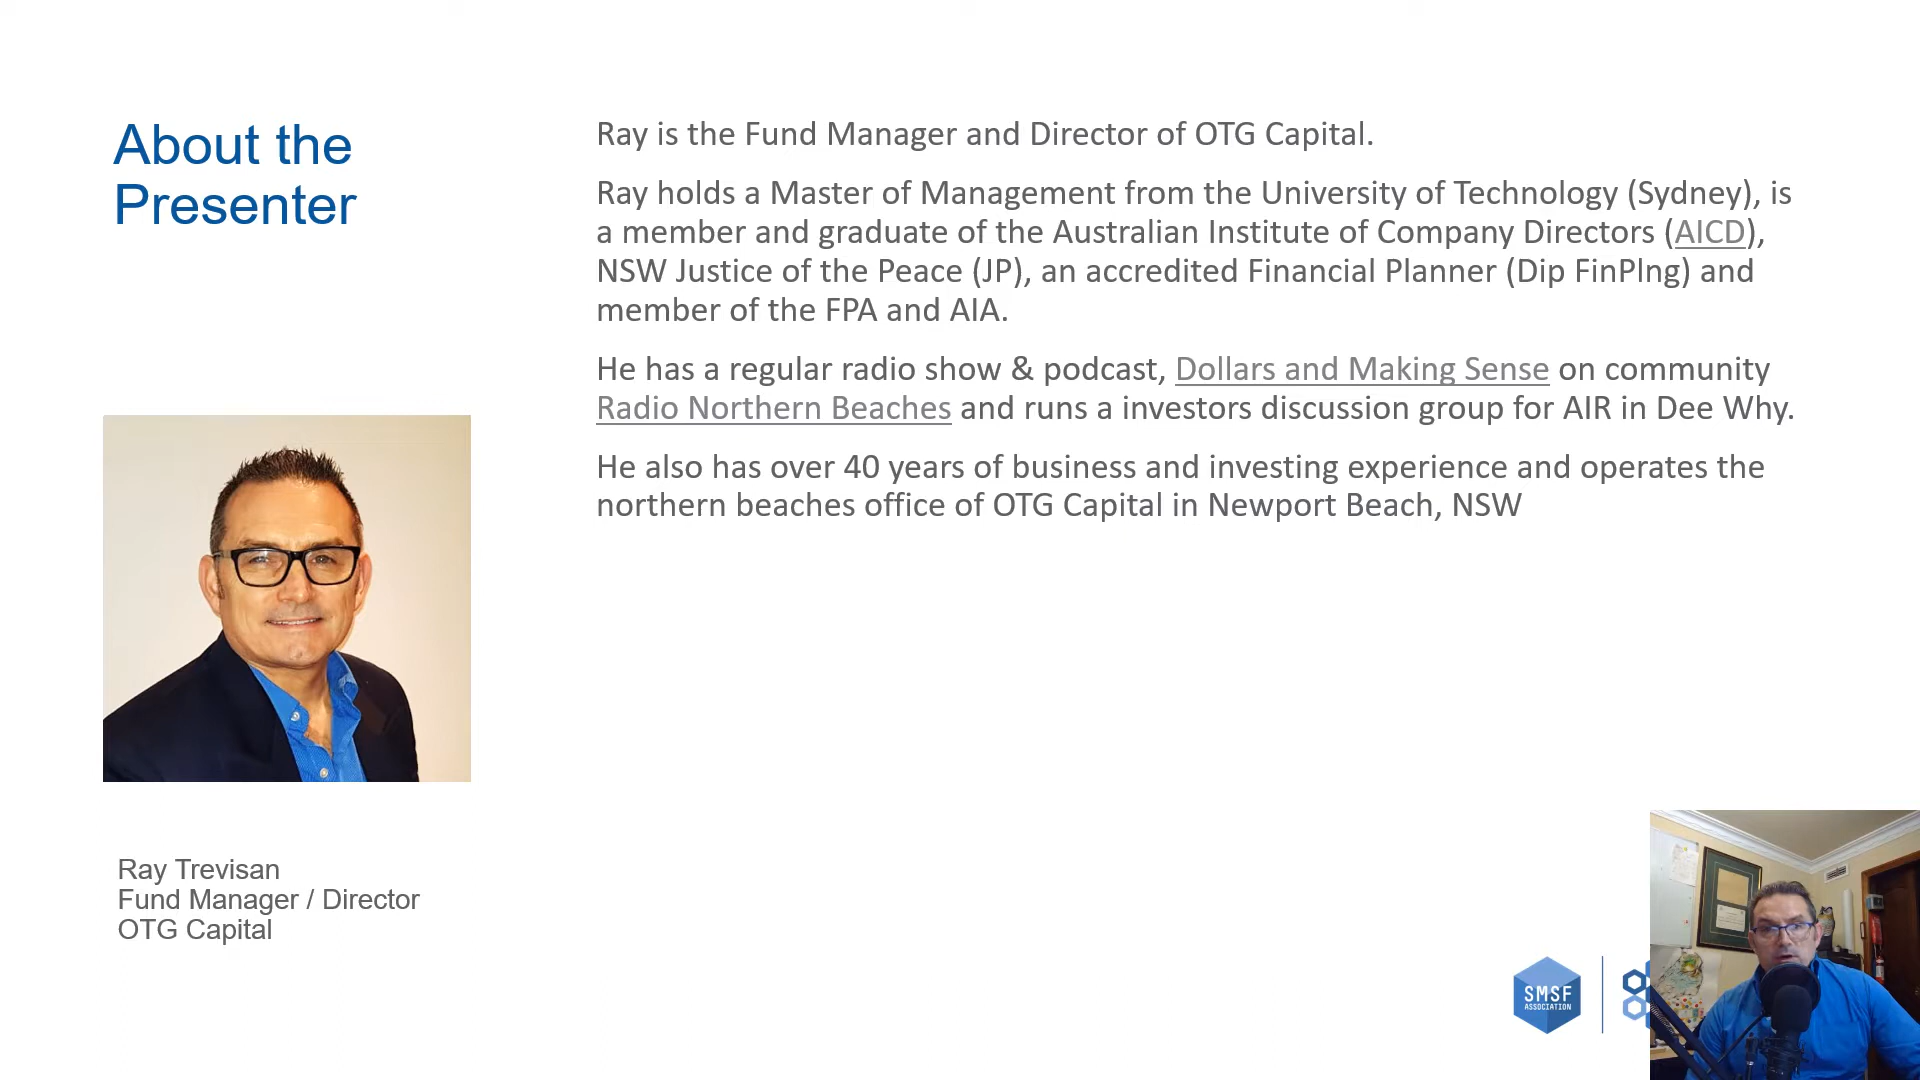 About the
Presenter
Ray is the Fund Manager and Director of OTG Capital.
Ray holds a Master of Management from the University of Technology (Sydney), is
a member and graduate of the Australian Institute of Company Directors (AICD),
NSW Justice of the Peace (JP), an accredited Financial Planner (Dip FinPlng) and
member of the FPA and AIA.
He has a regular radio show & podcast, Dollars and Making Sense on community
Radio Northern Beaches and runs a investors discussion group for AIR in Dee Why.
He also has over 40 years of business and investing experience and operates the
northern beaches office of OTG Capital in Newport Beach, NSW
Ray Trevisan
Fund Manager / Director
OTG Capital
SMSF
ASSOCIATION